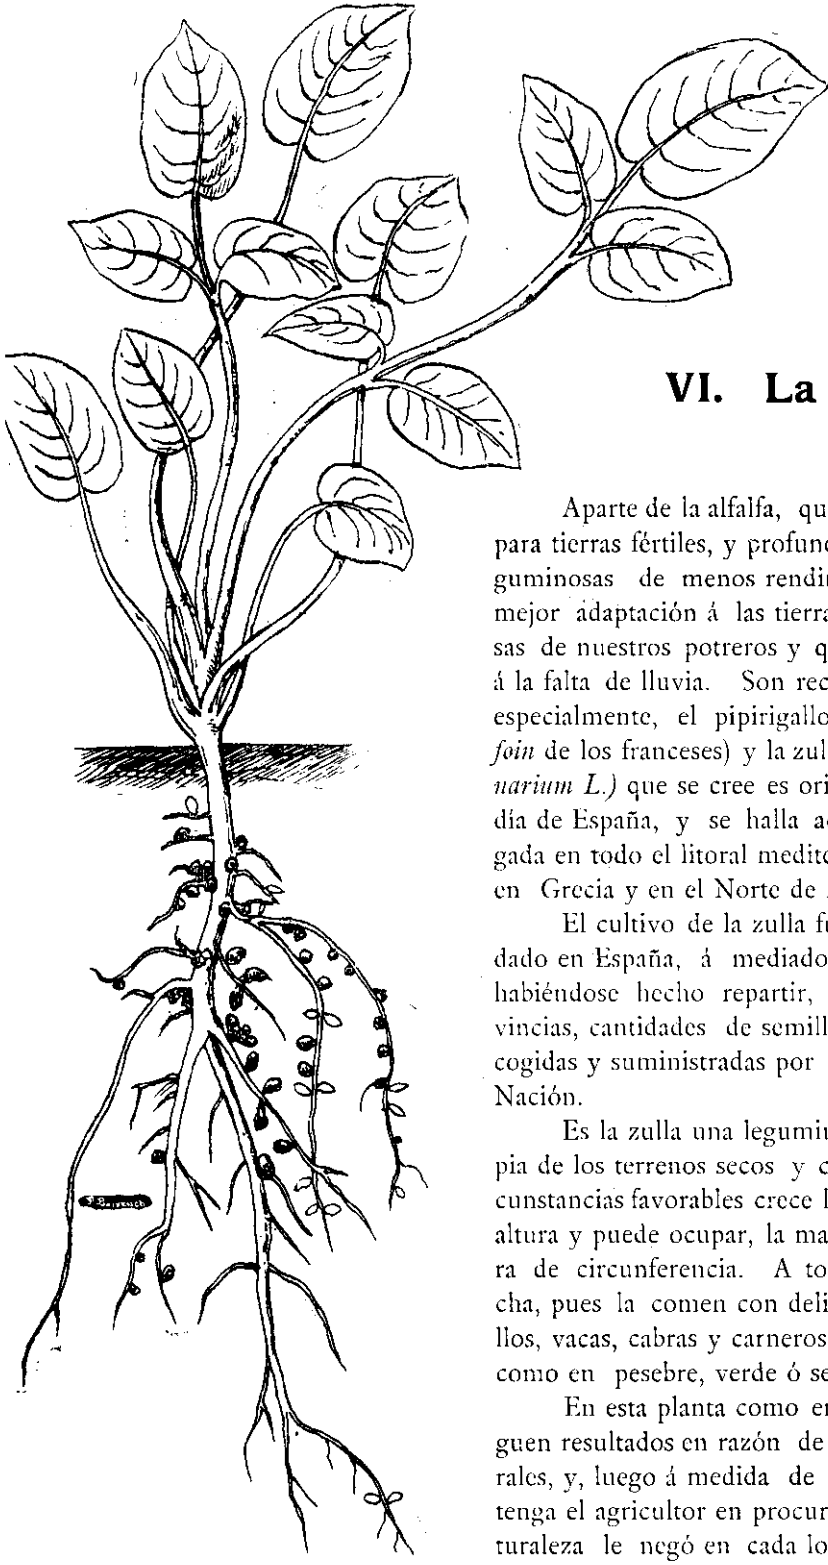 VI. La
Aparte de la alfalfa, qu
para tierras fértiles, y profund
guminosas de menos rendir
mejor adaptación á las tierra
sas de nuestros potreros y q
á la falta de lluvia. Son rec
especialmente, el pipirigallo
foin de los franceses) y la zul
narium L.) que se cree es ori
día de España, y se halla a
gada en todo el litoral medite
en Grecia y en el Norte de
El cultivo de la zulla fu
dado en España, á mediado
habiéndose hecho repartir,
vincias, cantidades de semill
cogidas y suministradas por
Nación.
Es la zulla una legumin
pia de los terrenos secos y c
cunstancias favorables crece l
altura y puede ocupar, la ma
ra de circunferencia. A to
cha, pues la comen con deli
llos, vacas, cabras y carneros
como en pesebre, verde ó se
En esta planta como en
guen resultados en razón de
rales, y, luego á medida de
tenga el agricultor en procur
turaleza le negó en cada lo